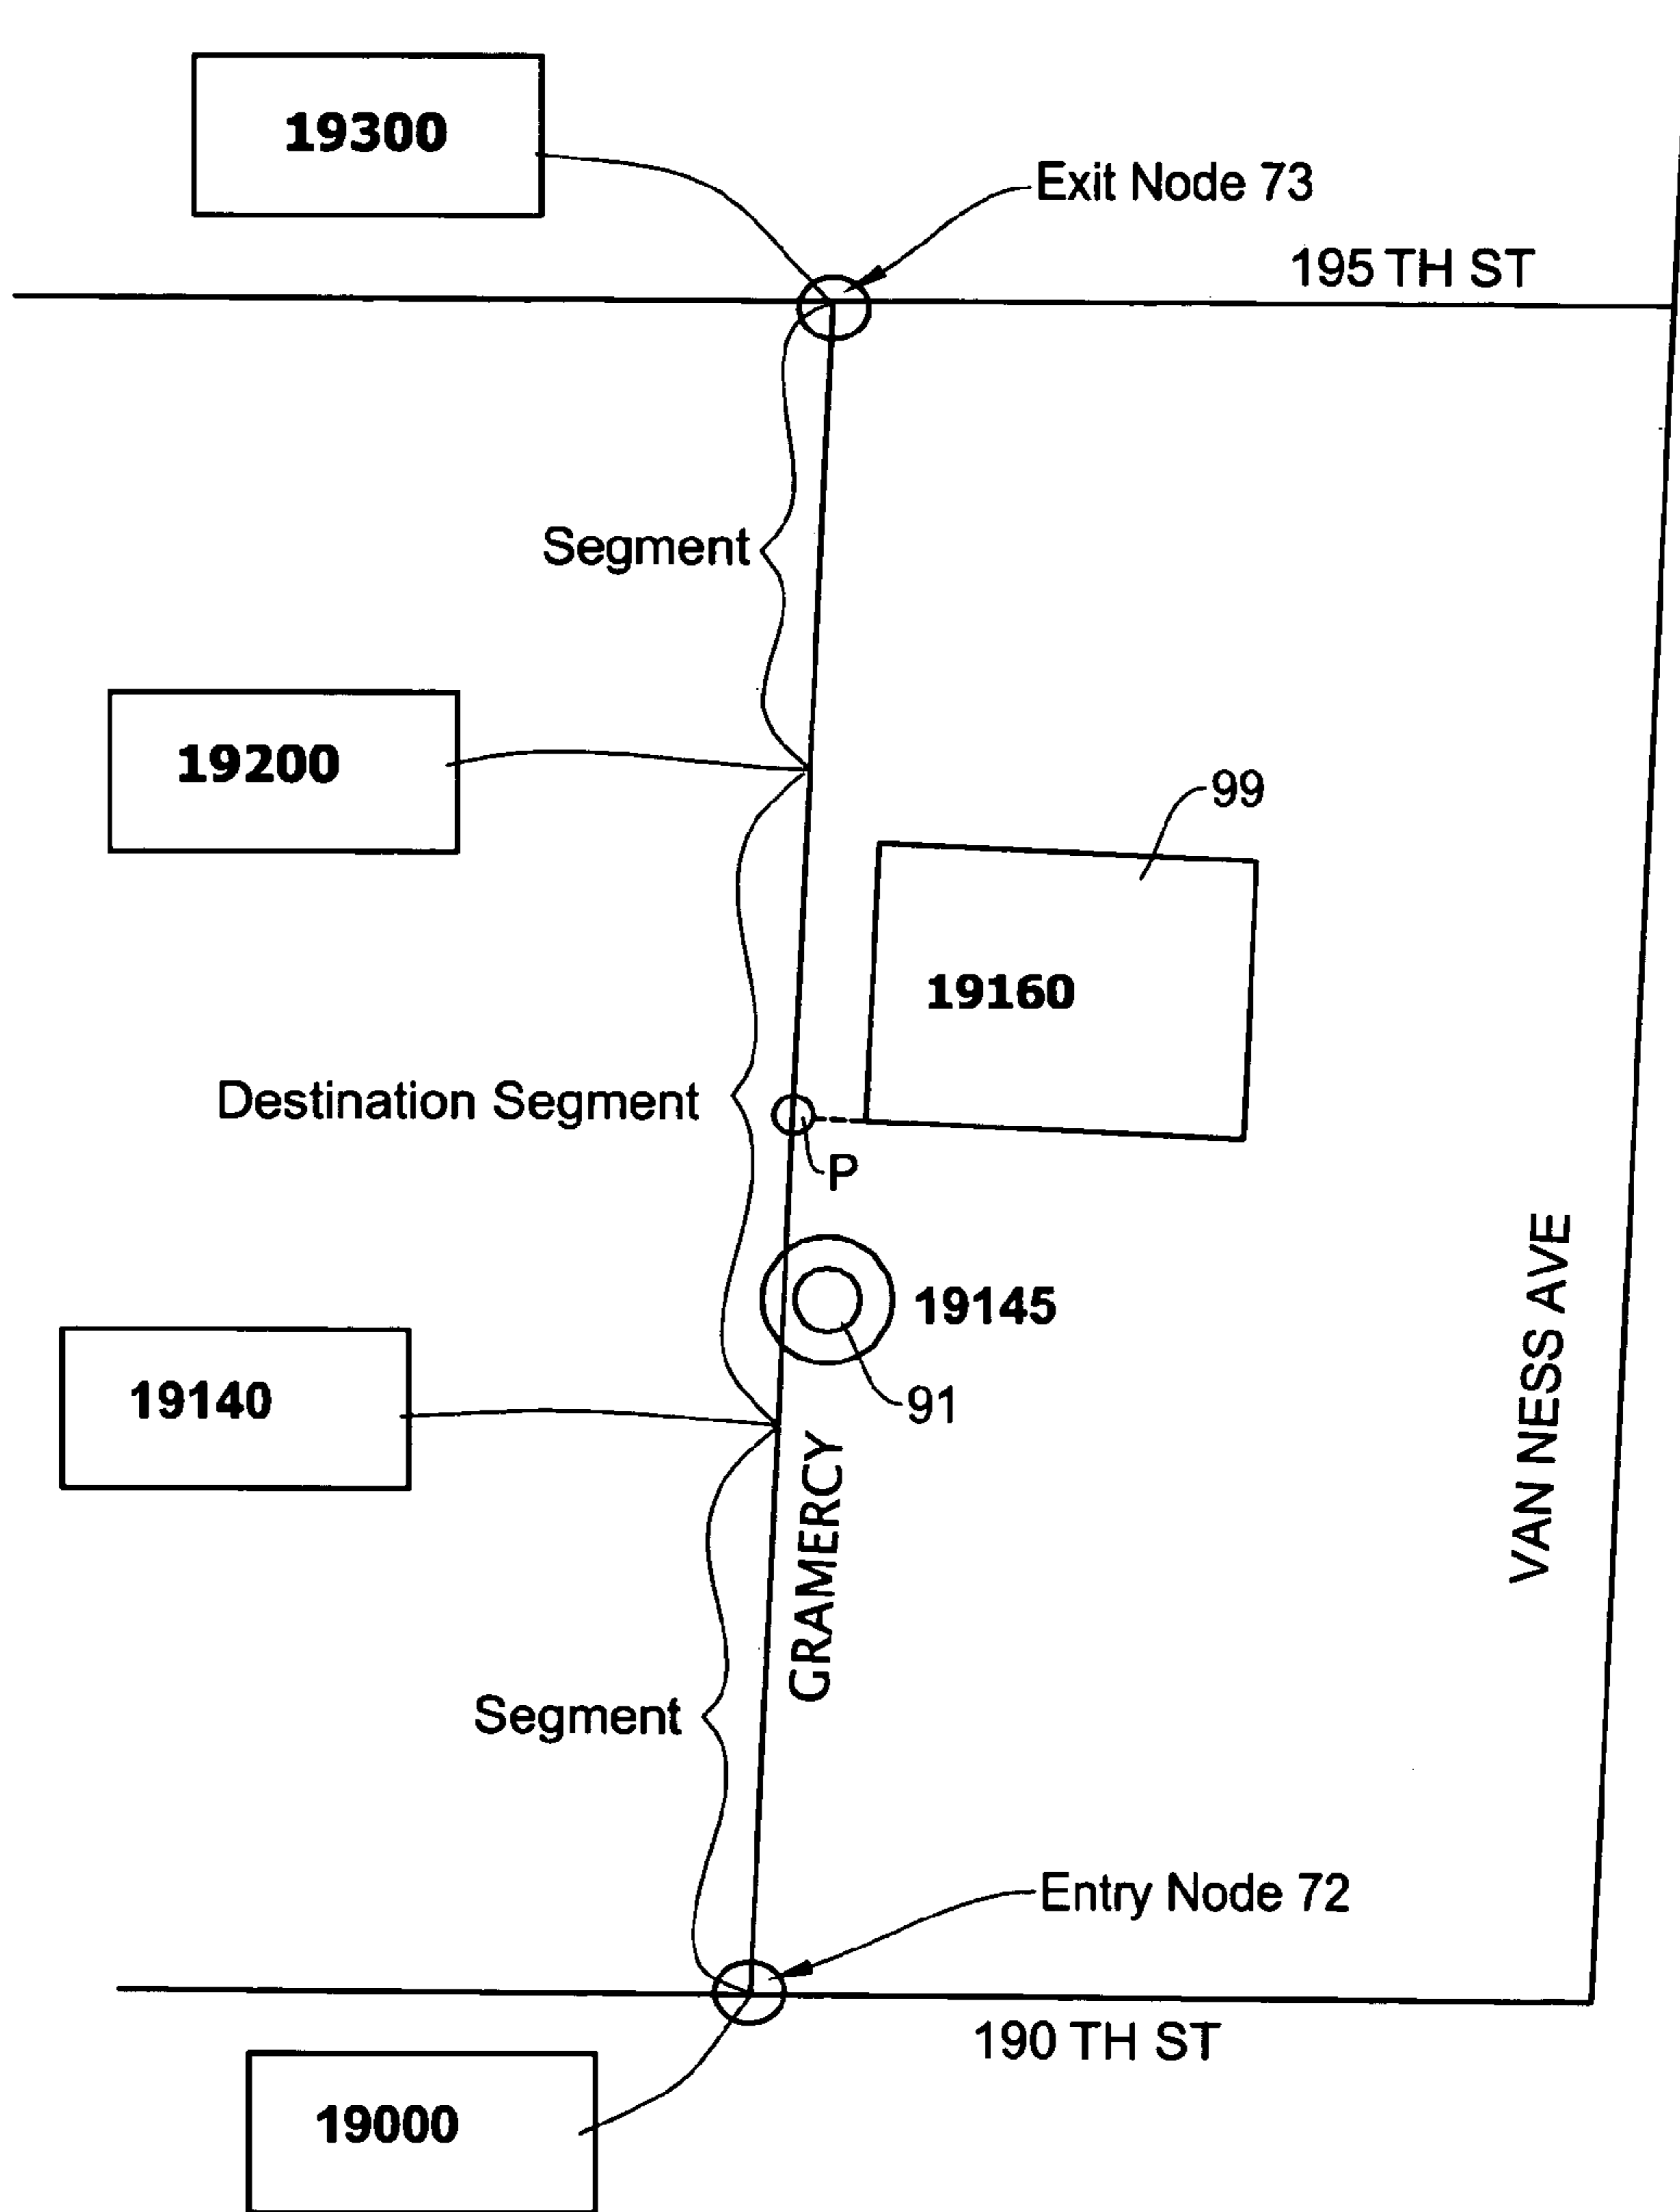 19300
Exit Node 73
195 TH ST
Segment
19200
99
19160
Destination Segment
P
19145
19140
91
GRAMERCY
VAN NESS AVE
Segment
Entry Node 72
190 TH ST
19000